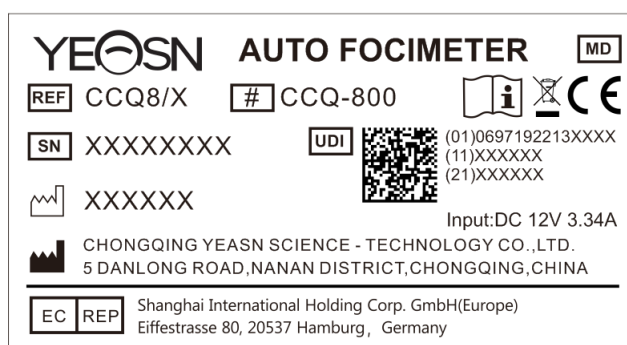 YEASN AUTO FOCIMETER MD
REF CCQ8/X # CCQ-800 CE
SN XXXXXXXX UDI (01)0697192213XXXX
(11)XXXXXX
(21)XXXXXX
XXXXXX
Input:DC 12V 3.34A
CHONGQING YEASN SCIENCE - TECHNOLOGY CO.,LTD.
5 DANLONG ROAD,NANAN DISTRICT,CHONGQING,CHINA
EC REP Shanghai International Holding Corp. GmbH(Europe)
Eiffestrasse 80, 20537 Hamburg, Germany